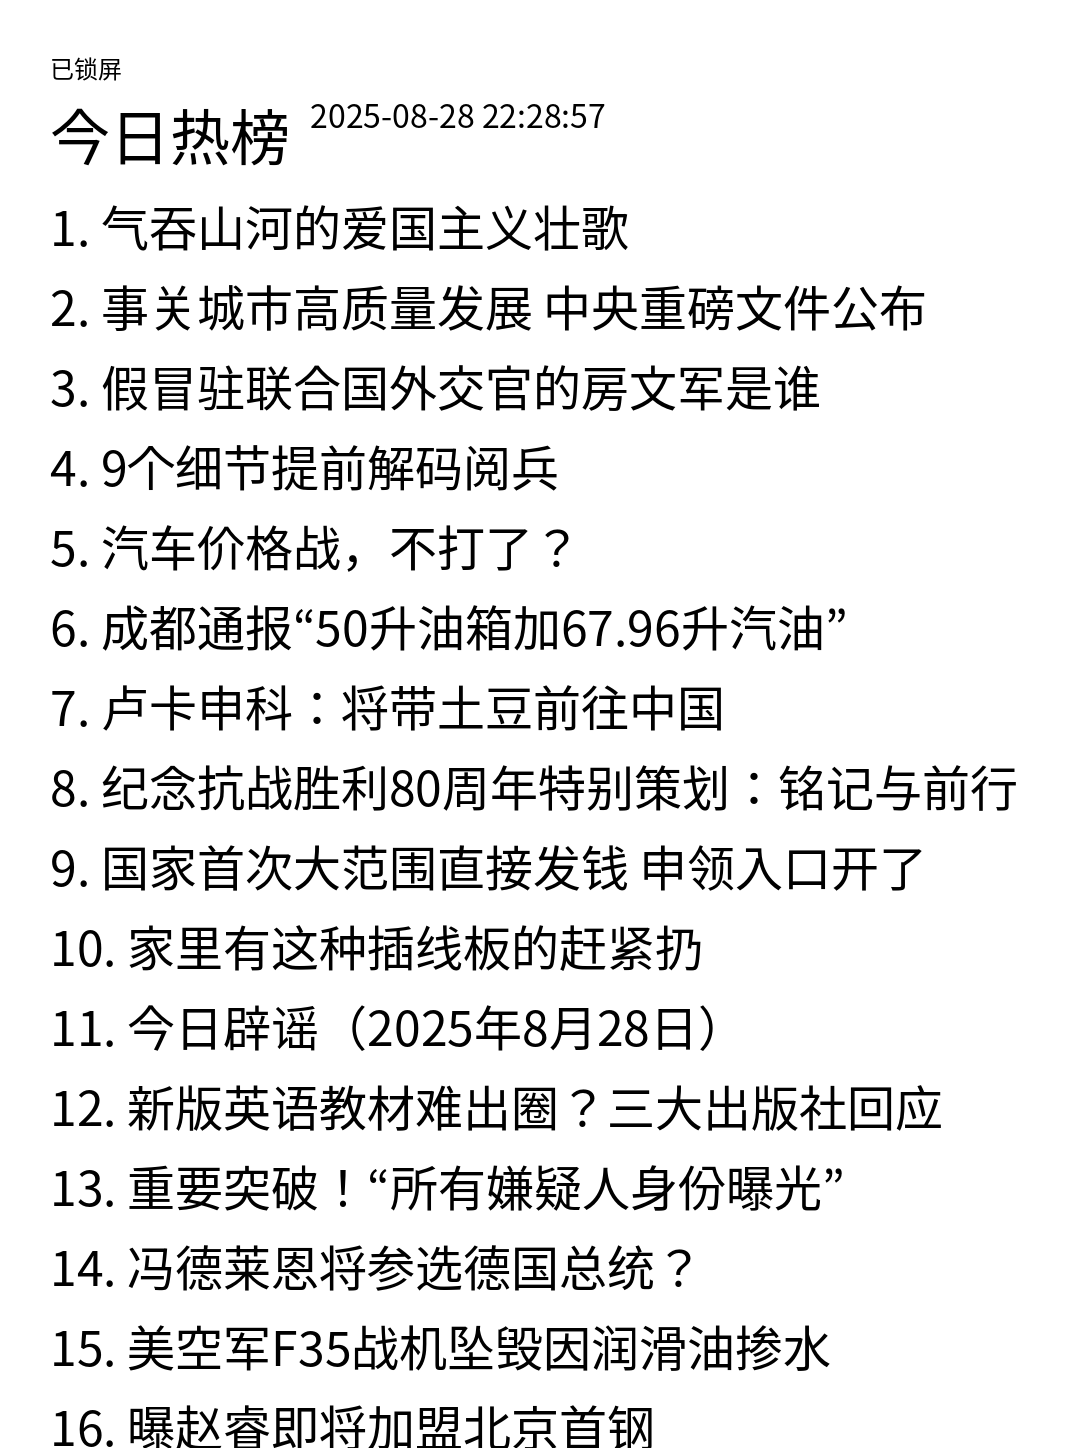 已锁屏
今日热榜 2025-08-28 22:28:57
1. 气吞山河的爱国主义壮歌
2. 事关城市高质量发展 中央重磅文件公布
3. 假冒驻联合国外交官的房文军是谁
4. 9个细节提前解码阅兵
5. 汽车价格战，不打了？
6. 成都通报“50升油箱加67.96升汽油”
7. 卢卡申科：将带土豆前往中国
8. 纪念抗战胜利80周年特别策划：铭记与前行
9. 国家首次大范围直接发钱 申领入口开了
10. 家里有这种插线板的赶紧扔
11. 今日辟谣（2025年8月28日）
12. 新版英语教材难出圈？三大出版社回应
13. 重要突破！“所有嫌疑人身份曝光”
14. 冯德莱恩将参选德国总统？
15. 美空军F35战机坠毁因润滑油掺水
16. 曝赵睿即将加盟北京首钢